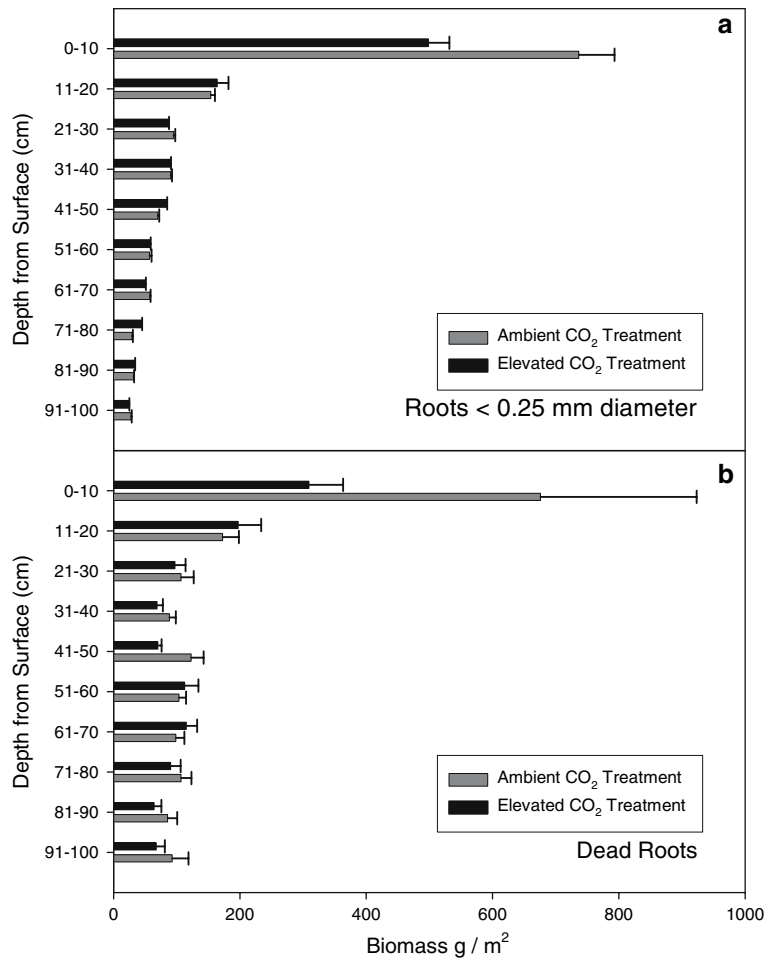 a
Depth from Surface (cm)
0-10
11-20
21-30
31-40
41-50
51-60
61-70
71-80
81-90
91-100
Ambient CO₂ Treatment
Elevated CO₂ Treatment
Roots < 0.25 mm diameter
b
Depth from Surface (cm)
0-10
11-20
21-30
31-40
41-50
51-60
61-70
71-80
81-90
91-100
Ambient CO₂ Treatment
Elevated CO₂ Treatment
Dead Roots
0 200 400 600 800 1000
Biomass g / m²